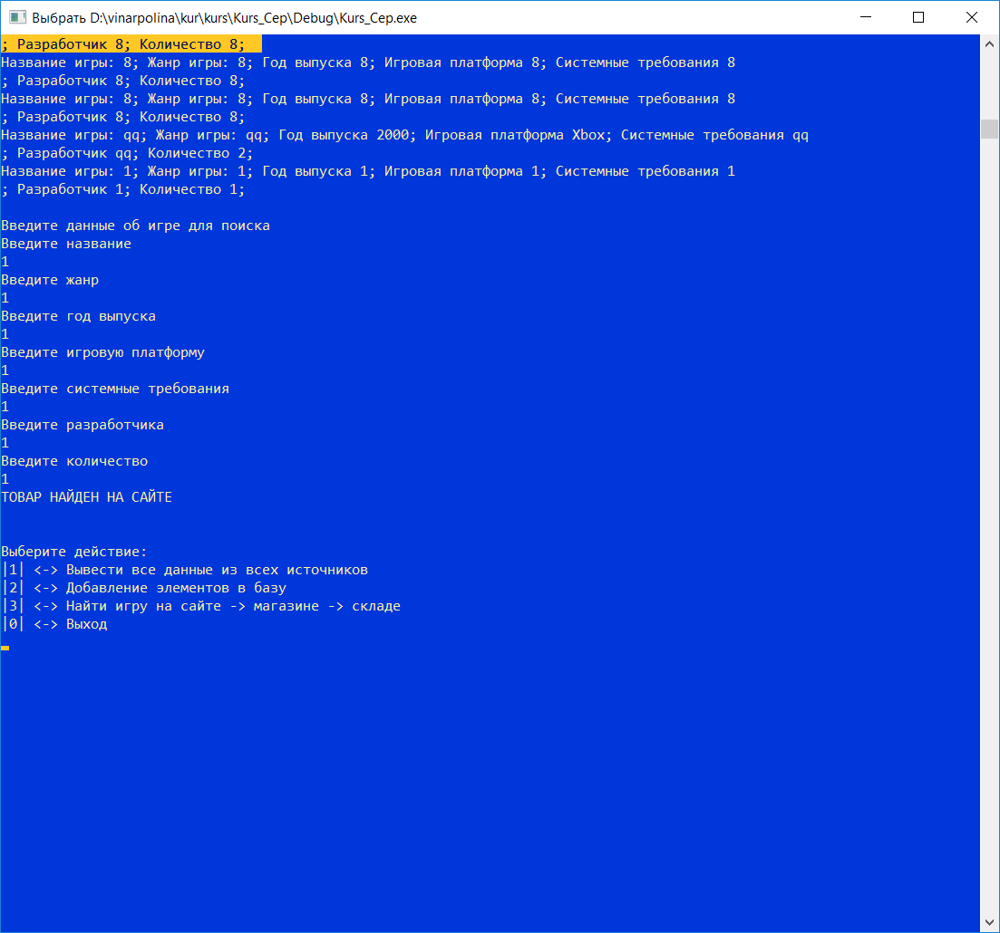 Выбрать D:\vinarpolina\kur\kurs\Kurs_Cep\Debug\Kurs_Cep.exe
; Разработчик 8; Количество 8;
Название игры: 8; Жанр игры: 8; Год выпуска 8; Игровая платформа 8; Системные требования 8
; Разработчик 8; Количество 8;
Название игры: 8; Жанр игры: 8; Год выпуска 8; Игровая платформа 8; Системные требования 8
; Разработчик 8; Количество 8;
Название игры: qq; Жанр игры: qq; Год выпуска 2000; Игровая платформа Xbox; Системные требования qq
; Разработчик qq; Количество 2;
Название игры: 1; Жанр игры: 1; Год выпуска 1; Игровая платформа 1; Системные требования 1
; Разработчик 1; Количество 1;
Введите данные об игре для поиска
Введите название
1
Введите жанр
1
Введите год выпуска
1
Введите игровую платформу
1
Введите системные требования
1
Введите разработчика
1
Введите количество
1
ТОВАР НАЙДЕН НА САЙТЕ
Выберите действие:
|1| <-> Вывести все данные из всех источников
|2| <-> Добавление элементов в базу
|3| <-> Найти игру на сайте -> магазине -> складе
|0| <-> Выход